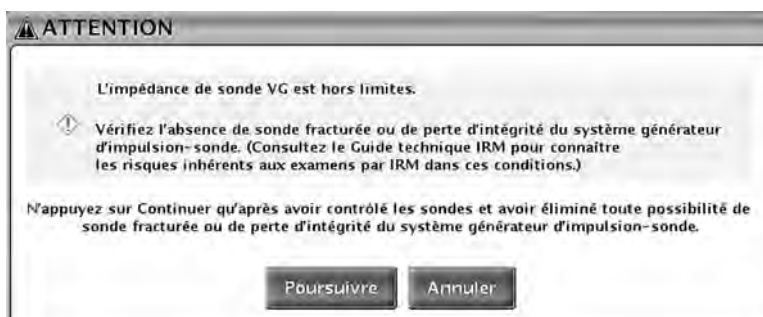 ATTENTION
L'impédance de sonde VG est hors limites.
Vérifiez l'absence de sonde fracturée ou de perte d'intégrité du système générateur
d'impulsion-sonde. (Consultez le Guide technique IRM pour connaître
les risques inhérents aux examens par IRM dans ces conditions.)
N'appuyez sur Continuer qu'après avoir contrôlé les sondes et avoir éliminé toute possibilité de
sonde fracturée ou de perte d'intégrité du système générateur d'impulsion-sonde.
Poursuivre Annuler